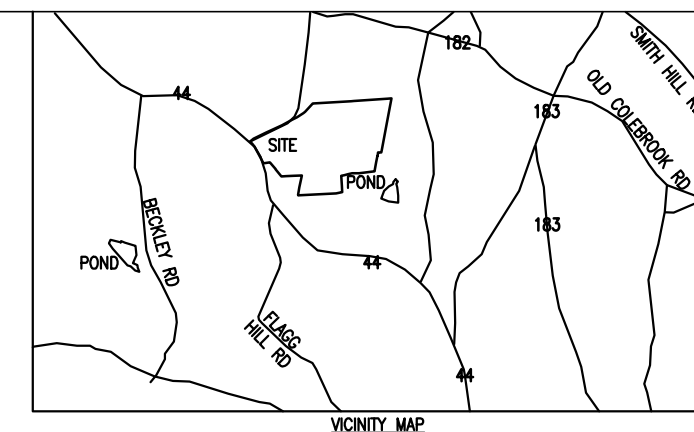 182
SMITH HILL R
44
OLD COLEBROOK RD
183
SITE
POND
BECKLEY RD
183
POND
44
FLAGG
HILL RD
44
VICINITY MAP